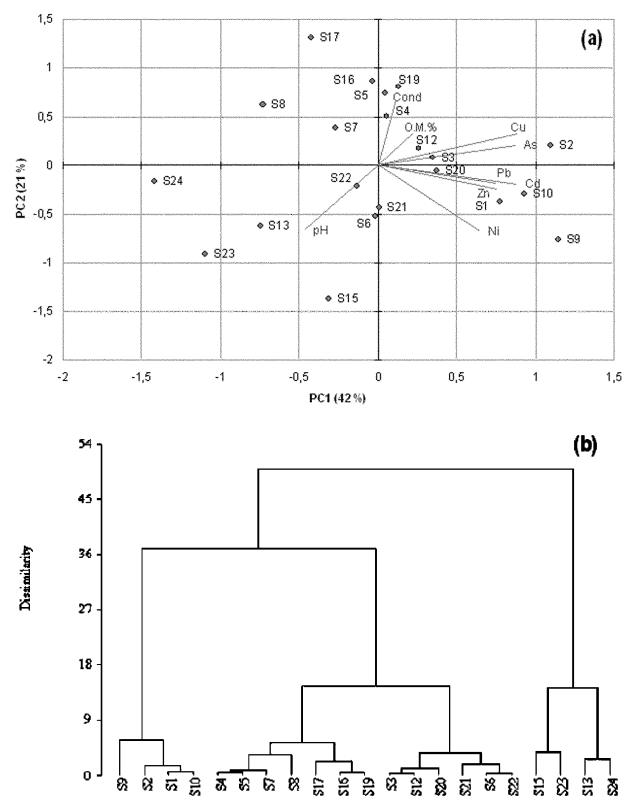 (a)
1,5
1
0,5
0
-0,5
-1
-1,5
-2
PC2 (21 %)
S17
S16
S19
S5
Cond
S8
S4
S7
O.M.%
Cu
S12
As
S2
S3
Pb
S20
S24
S22
Cd
Zn
S10
S1
S21
S6
S13
pH
Ni
S9
S23
S15
-2
-1,5
-1
-0,5
0
0,5
1
1,5
PC1 (42 %)
(b)
54
45
36
27
18
9
0
Dissimilarity
S9
S2
S1
S10
S4
S5
S7
S8
S17
S16
S19
S3
S12
S20
S21
S6
S22
S15
S23
S13
S24